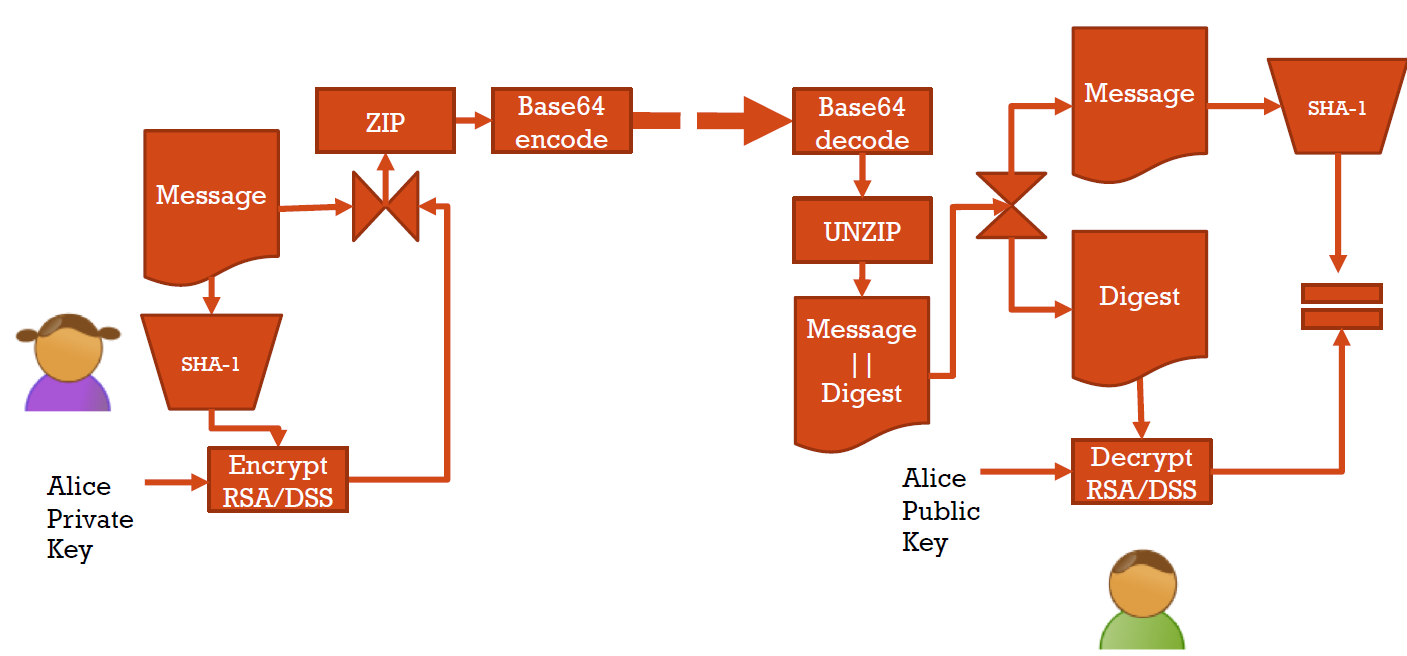 Message
SHA-1
Encrypt
RSA/DSS
Alice
Private
Key
ZIP
Base64
encode
Base64
decode
UNZIP
Message
||
Digest
Message
SHA-1
Digest
Alice
Public
Key
Decrypt
RSA/DSS